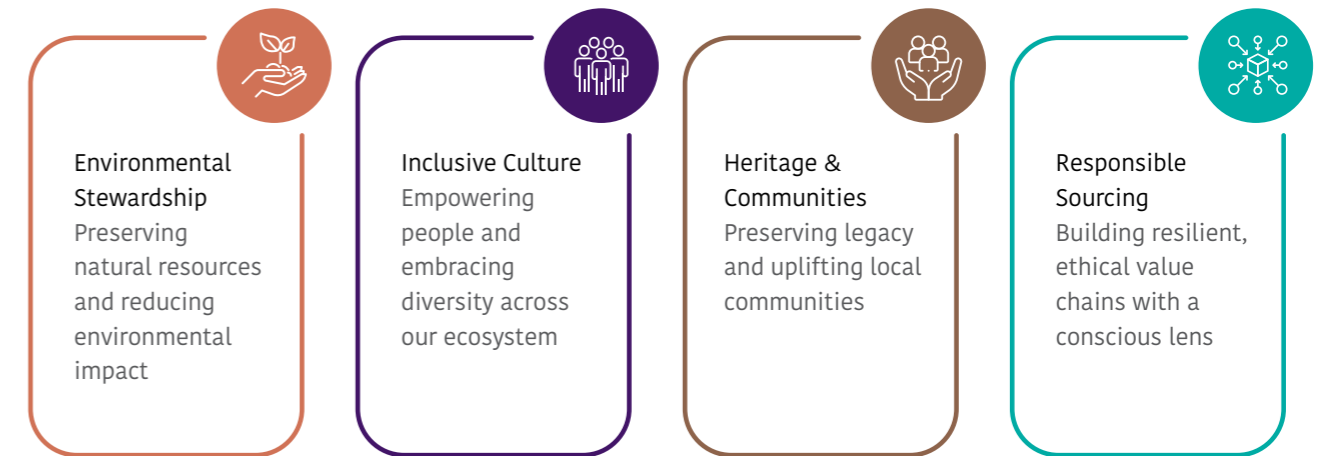 Environmental
Stewardship
Preserving
natural resources
and reducing
environmental
impact
Inclusive Culture
Empowering
people and
embracing
diversity across
our ecosystem
Heritage &
Communities
Preserving legacy
and uplifting local
communities
Responsible
Sourcing
Building resilient,
ethical value
chains with a
conscious lens